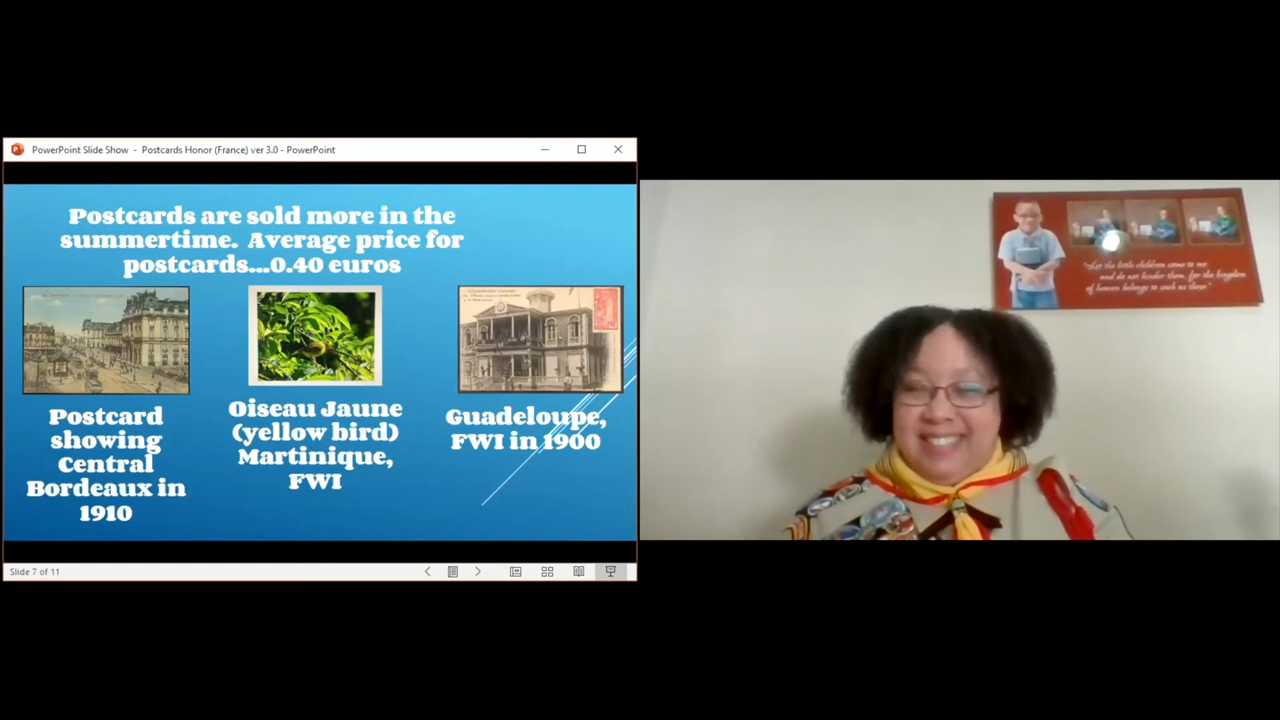 PowerPoint Slide Show - Postcards Honor (France) ver 3.0 - PowerPoint
Postcards are sold more in the
summertime. Average price for
postcards...0.40 euros
Postcard
showing
Central
Bordeaux in
1910
Oiseau Jaune
(yellow bird)
Martinique,
FWI
Guadeloupe,
FWI in 1900
Slide 7 of 11
"Let the little children come to me
and do not hinder them, for the kingdom
of heaven belongs to such as these"